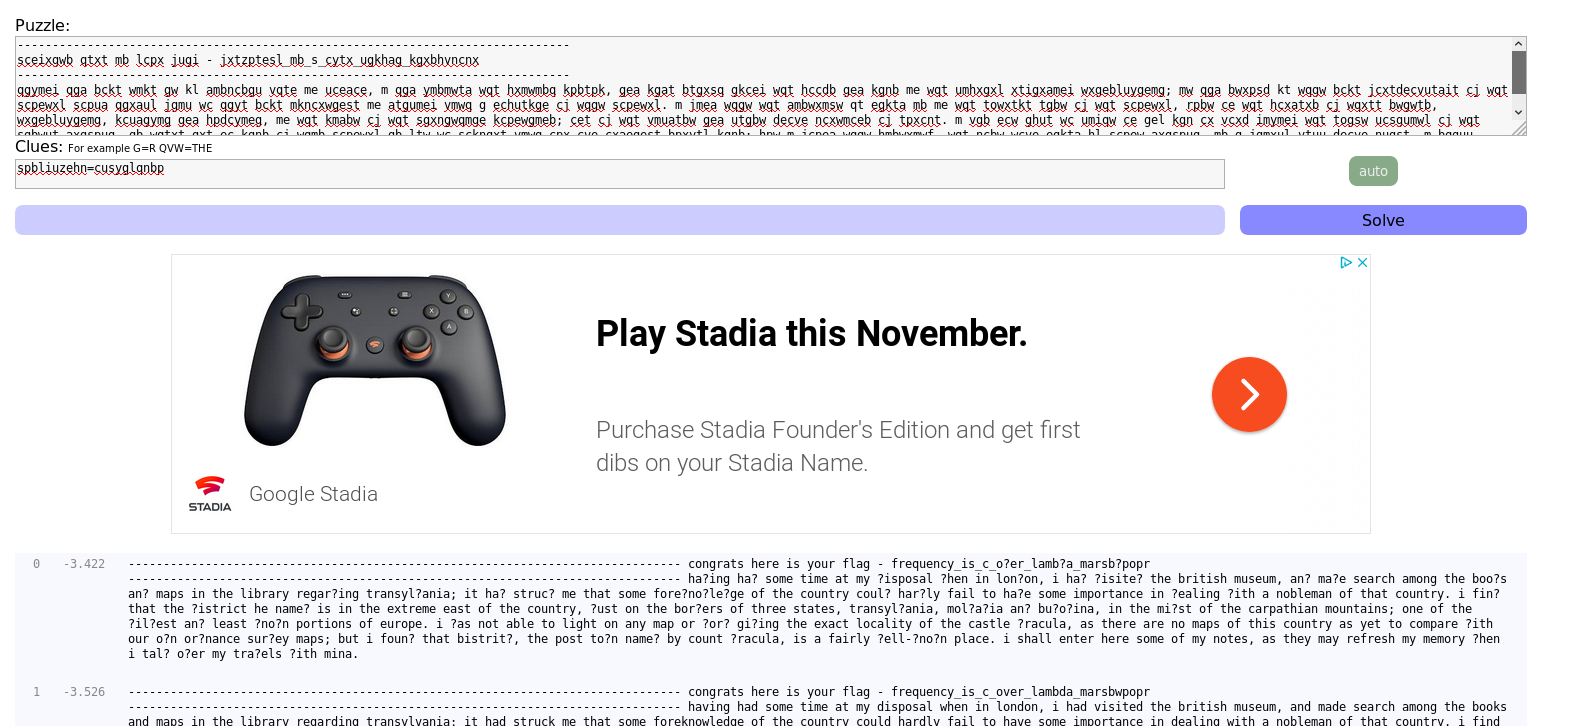 Puzzle:
-------------------------------------------------------------------------------
sceixgwb qtxt mb lcpx jugi - jxtzptesl_mb_s_cytx_ugkhag_kgxbhvncnx
-------------------------------------------------------------------------------
qgymei qga bckt wmkt gw kl ambncbgu vqte me uceace, m qga ymbmwta wqt hxmwmbq kpbtpk, gea kgat btgxsq gkcei wqt hccdb gea kgnb me wqt umhxgxl xtigxamei wxgebluygemg; mw qga bwxpsd kt wqgw bckt jcxtdecvutait cj wqt
scpewxl scpua qgxaul jgmu wc qgyt bckt mkncxwgest me atgumei vmwq g echutkge cj wqgw scpewxl. m jmea wqgw wqt ambwxmsw qt egkta mb me wqt towxtkt tgbw cj wqt scpewxl, rpbw ce wqt hcxatxb cj wqxtt bwgwtb,
wxgebluygemg, kcuagymg gea hpdcymeg, me wqt kmabw cj wqt sgxngwqmge kcpewgmeb; cet cj wqt vmuatbw gea utgbw decve ncxwmceb cj tpxcnt. m vgb ecw ghut wc umigw ce gel kgn cx vcxd imymei wqt togsw ucsgumwl cj wqt
Clues: For example G=R QVW=THE
spbliuzehn=cusyglqnbp
auto
Solve
Play Stadia this November.
Purchase Stadia Founder's Edition and get first
dibs on your Stadia Name.
STADIA
Google Stadia
0 -3.422 ------------------------------------------------------------------------------- congrats here is your flag - frequency_is_c_o?er_lamb?a_marsb?popr
------------------------------------------------------------------------------- ha?ing ha? some time at my ?isposal ?hen in lon?on, i ha? ?isite? the british museum, an? ma?e search among the boo?s
an? maps in the library regar?ing transyl?ania; it ha? struc? me that some fore?no?le?ge of the country coul? har?ly fail to ha?e some importance in ?ealing ?ith a nobleman of that country. i fin?
that the ?istrict he name? is in the extreme east of the country, ?ust on the bor?ers of three states, transyl?ania, mol?a?ia an? bu?o?ina, in the mi?st of the carpathian mountains; one of the
?il?est an? least ?no?n portions of europe. i ?as not able to light on any map or ?or? gi?ing the exact locality of the castle ?racula, as there are no maps of this country as yet to compare ?ith
our o?n or?nance sur?ey maps; but i foun? that bistrit?, the post to?n name? by count ?racula, is a fairly ?ell-?no?n place. i shall enter here some of my notes, as they may refresh my memory ?hen
i tal? o?er my tra?els ?ith mina.
1 -3.526 ------------------------------------------------------------------------------- congrats here is your flag - frequency_is_c_over_lambda_marsbwpopr
------------------------------------------------------------------------------- having had some time at my disposal when in london, i had visited the british museum, and made search among the books
and maps in the library regarding transylvania; it had struck me that some foreknowledge of the country could hardly fail to have some importance in dealing with a nobleman of that country. i find